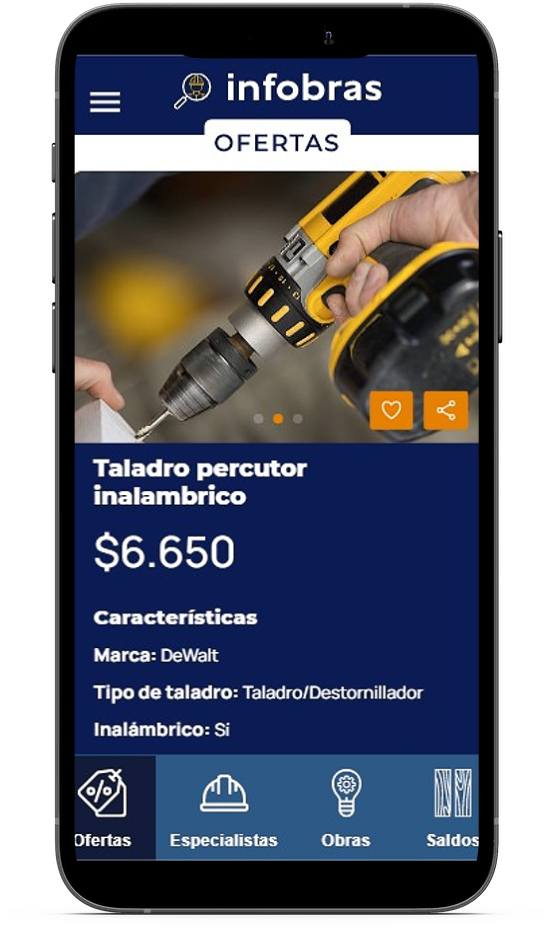 infobras
OFERTAS
Taladro percutor
inalambrico
$6.650
Características
Marca: DeWalt
Tipo de taladro: Taladro/Destornillador
Inalámbrico: Si
Ofertas
Especialistas
Obras
Saldos